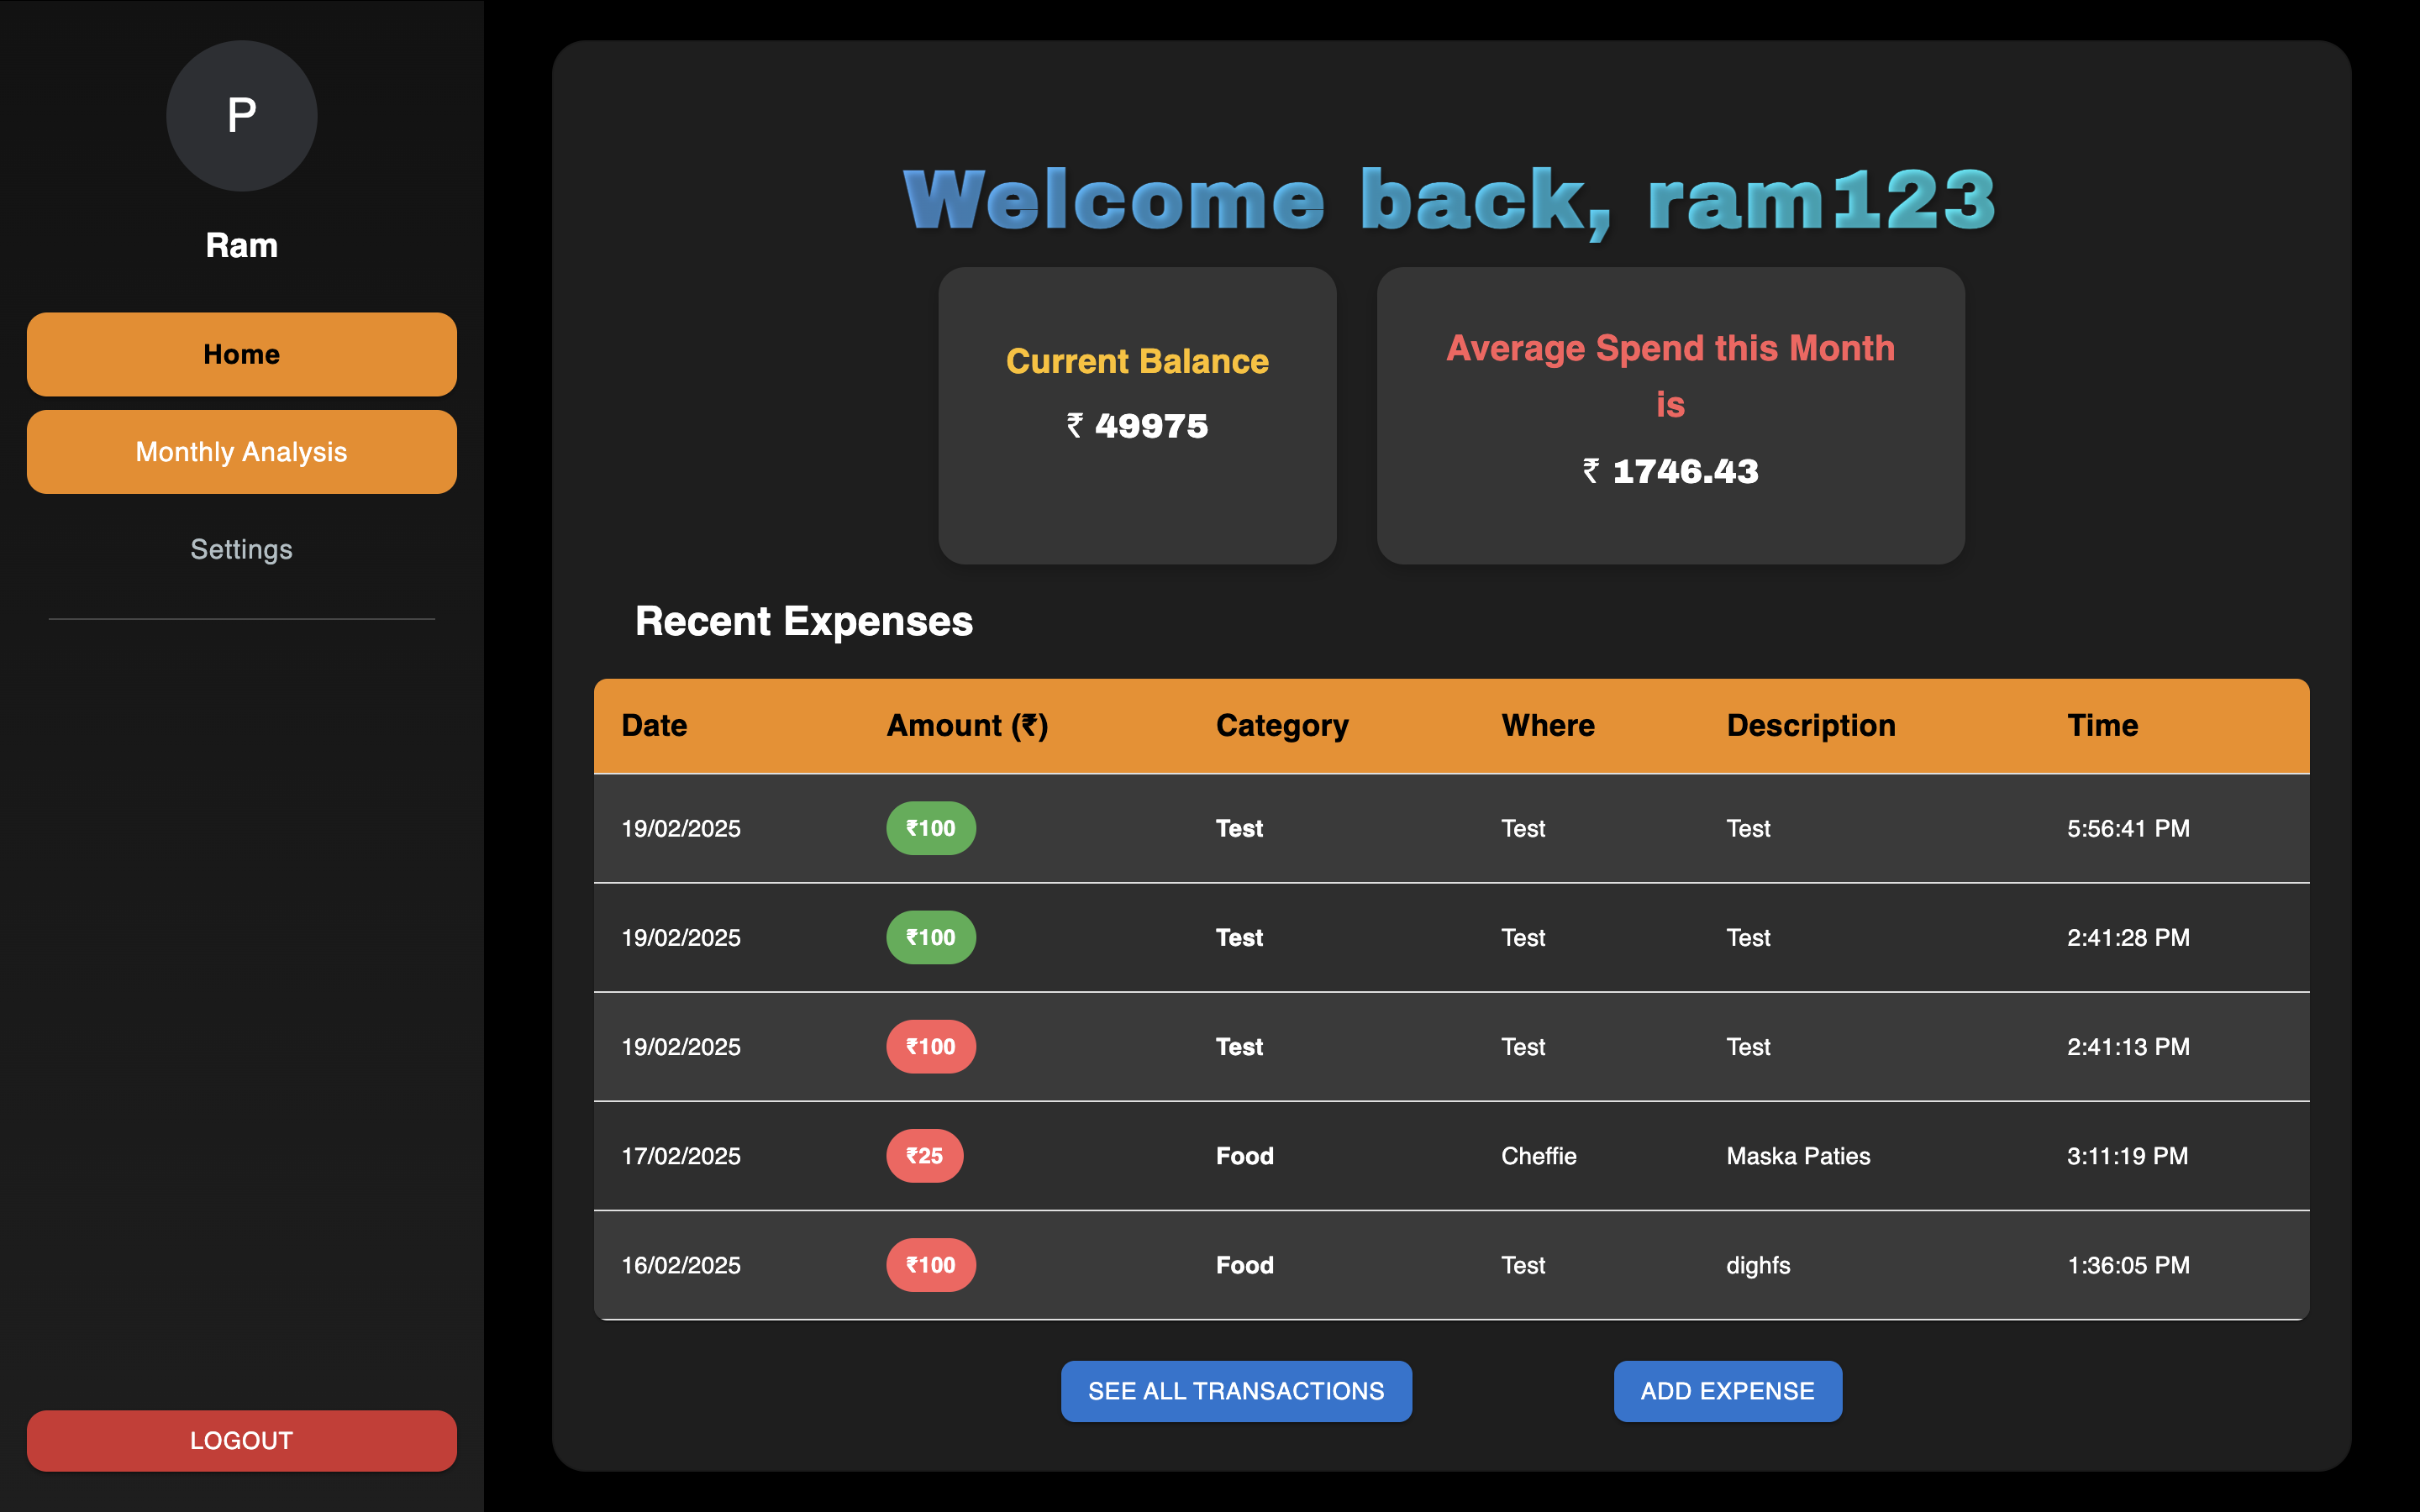 P
Ram
Home
Monthly Analysis
Settings
LOGOUT
Welcome back, ram123
Current Balance
₹ 49975
Average Spend this Month
is
₹ 1746.43
Recent Expenses
Date Amount (₹) Category Where Description Time
19/02/2025 ₹100 Test Test Test 5:56:41 PM
19/02/2025 ₹100 Test Test Test 2:41:28 PM
19/02/2025 ₹100 Test Test Test 2:41:13 PM
17/02/2025 ₹25 Food Cheffie Maska Paties 3:11:19 PM
16/02/2025 ₹100 Food Test dighfs 1:36:05 PM
SEE ALL TRANSACTIONS ADD EXPENSE